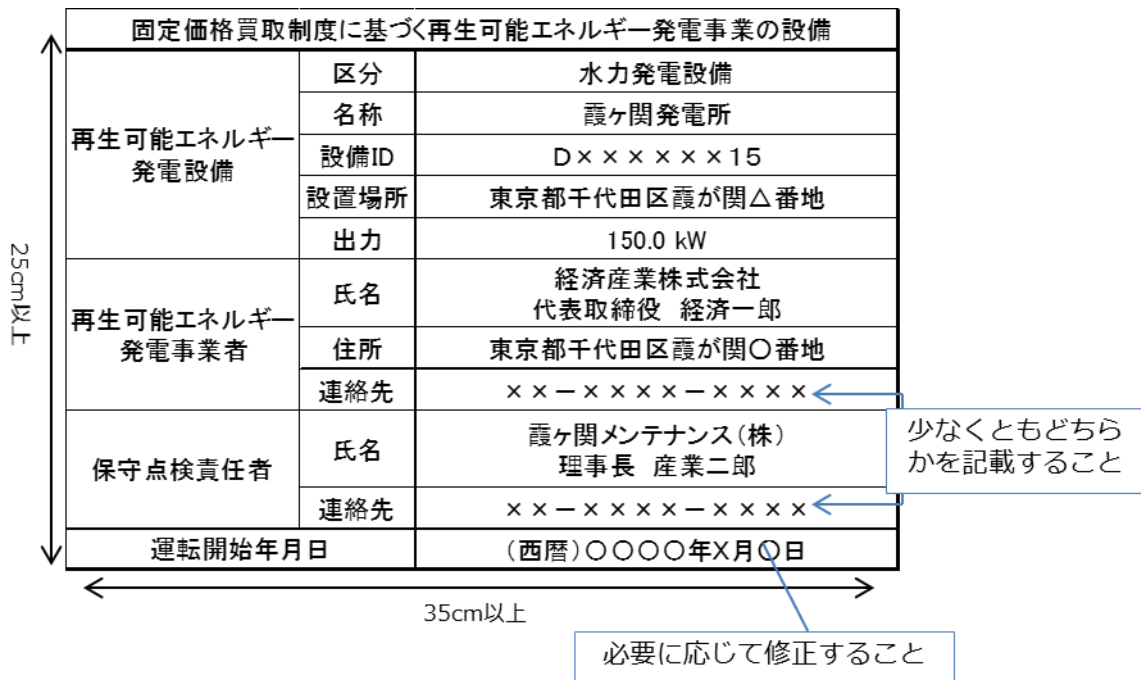 固定価格買取制度に基づく再生可能エネルギー発電事業の設備
再生可能エネルギー
発電設備
区分
水力発電設備
名称
霞ヶ関発電所
設備ID
D××××××15
設置場所
東京都千代田区霞が関△番地
出力
150.0 kW
再生可能エネルギー
発電事業者
氏名
経済産業株式会社
代表取締役 経済一郎
住所
東京都千代田区霞が関〇番地
連絡先
××－××××－××××
保守点検責任者
氏名
霞ヶ関メンテナンス(株)
理事長 産業二郎
連絡先
××－××××－××××
運転開始年月日
(西暦)〇〇〇〇年X月〇日
25cm以上
35cm以上
少なくともどちら
かを記載すること
必要に応じて修正すること